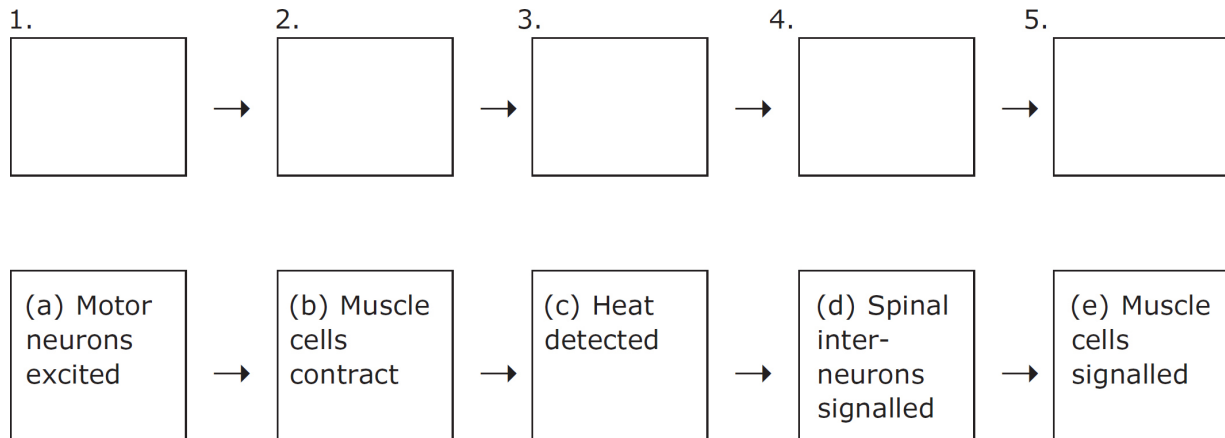 1. 2. 3. 4. 5.
(a) Motor
neurons
excited
(b) Muscle
cells
contract
(c) Heat
detected
(d) Spinal
inter-
neurons
signalled
(e) Muscle
cells
signalled